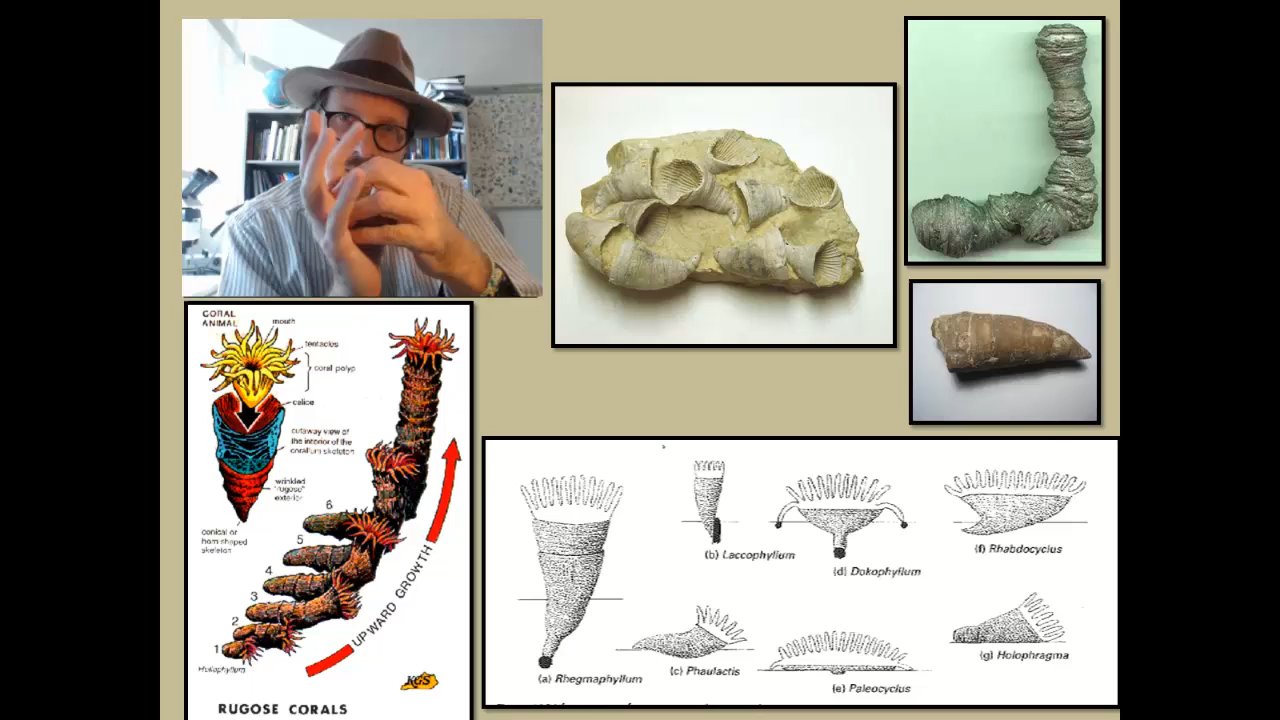 CORAL
ANIMAL
mouth
tentacles
coral polyp
calice
cutaway view of
the interior of the
corallum skeleton
wrinkled
"rugose"
exterior
conical or
horn-shaped
skeleton
6
5
4
3
2
1
Heliophyllum
UPWARD GROWTH
KGS
RUGOSE CORALS
(a) Rhegmaphyllum
(b) Laccophyllum
(c) Phaulactis
(d) Dokophyllum
(e) Paleocyclus
(f) Rhabdocyclus
(g) Holophragma